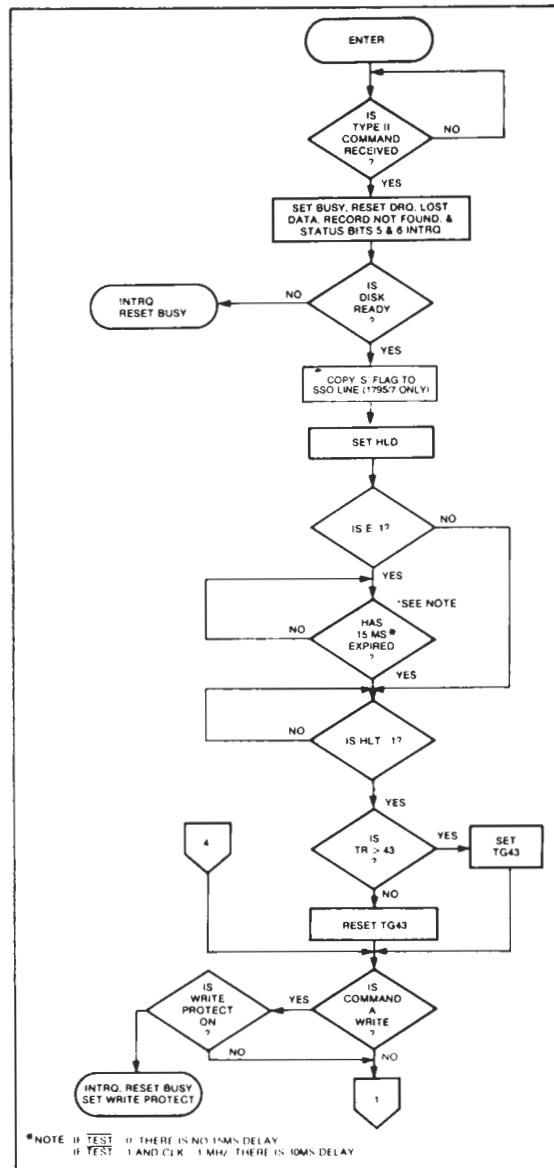 ENTER
IS
TYPE II
COMMAND
RECEIVED
?
NO
YES
SET BUSY, RESET DRQ, LOST
DATA, RECORD NOT FOUND, &
STATUS BITS 5 & 6 INTRQ
IS
DISK
READY
?
NO
INTRQ
RESET BUSY
YES
COPY S FLAG TO
SSO LINE (1795/7 ONLY)
SET HLD
IS E 1?
NO
YES
*SEE NOTE
HAS
15 MS*
EXPIRED
?
NO
YES
IS HLT 1?
NO
YES
4
IS
TR > 43
?
YES
SET
TG43
NO
RESET TG43
IS
COMMAND
A
WRITE
?
YES
IS
WRITE
PROTECT
ON
?
NO
NO
INTRQ, RESET BUSY
SET WRITE PROTECT
1
*NOTE IF TEST 0 THERE IS NO 15MS DELAY
IF TEST 1 AND CLK 1 MHZ THERE IS 30MS DELAY